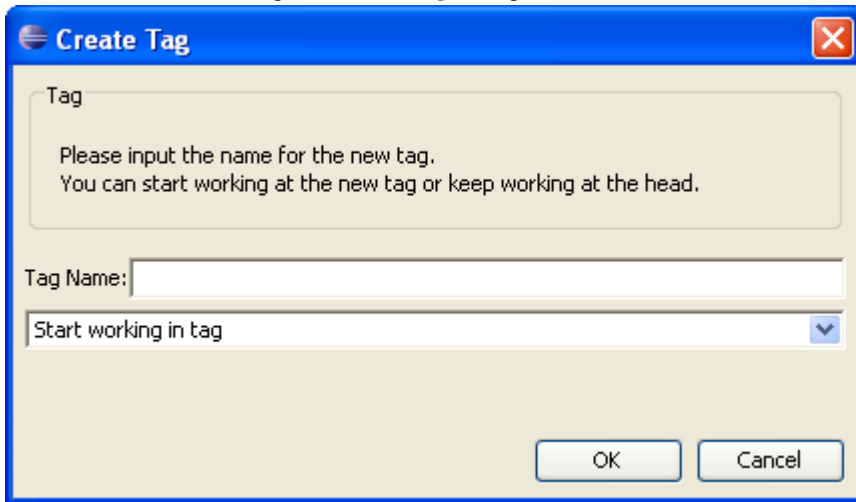 Create Tag
Tag
Please input the name for the new tag.
You can start working at the new tag or keep working at the head.
Tag Name:
Start working in tag
OK Cancel